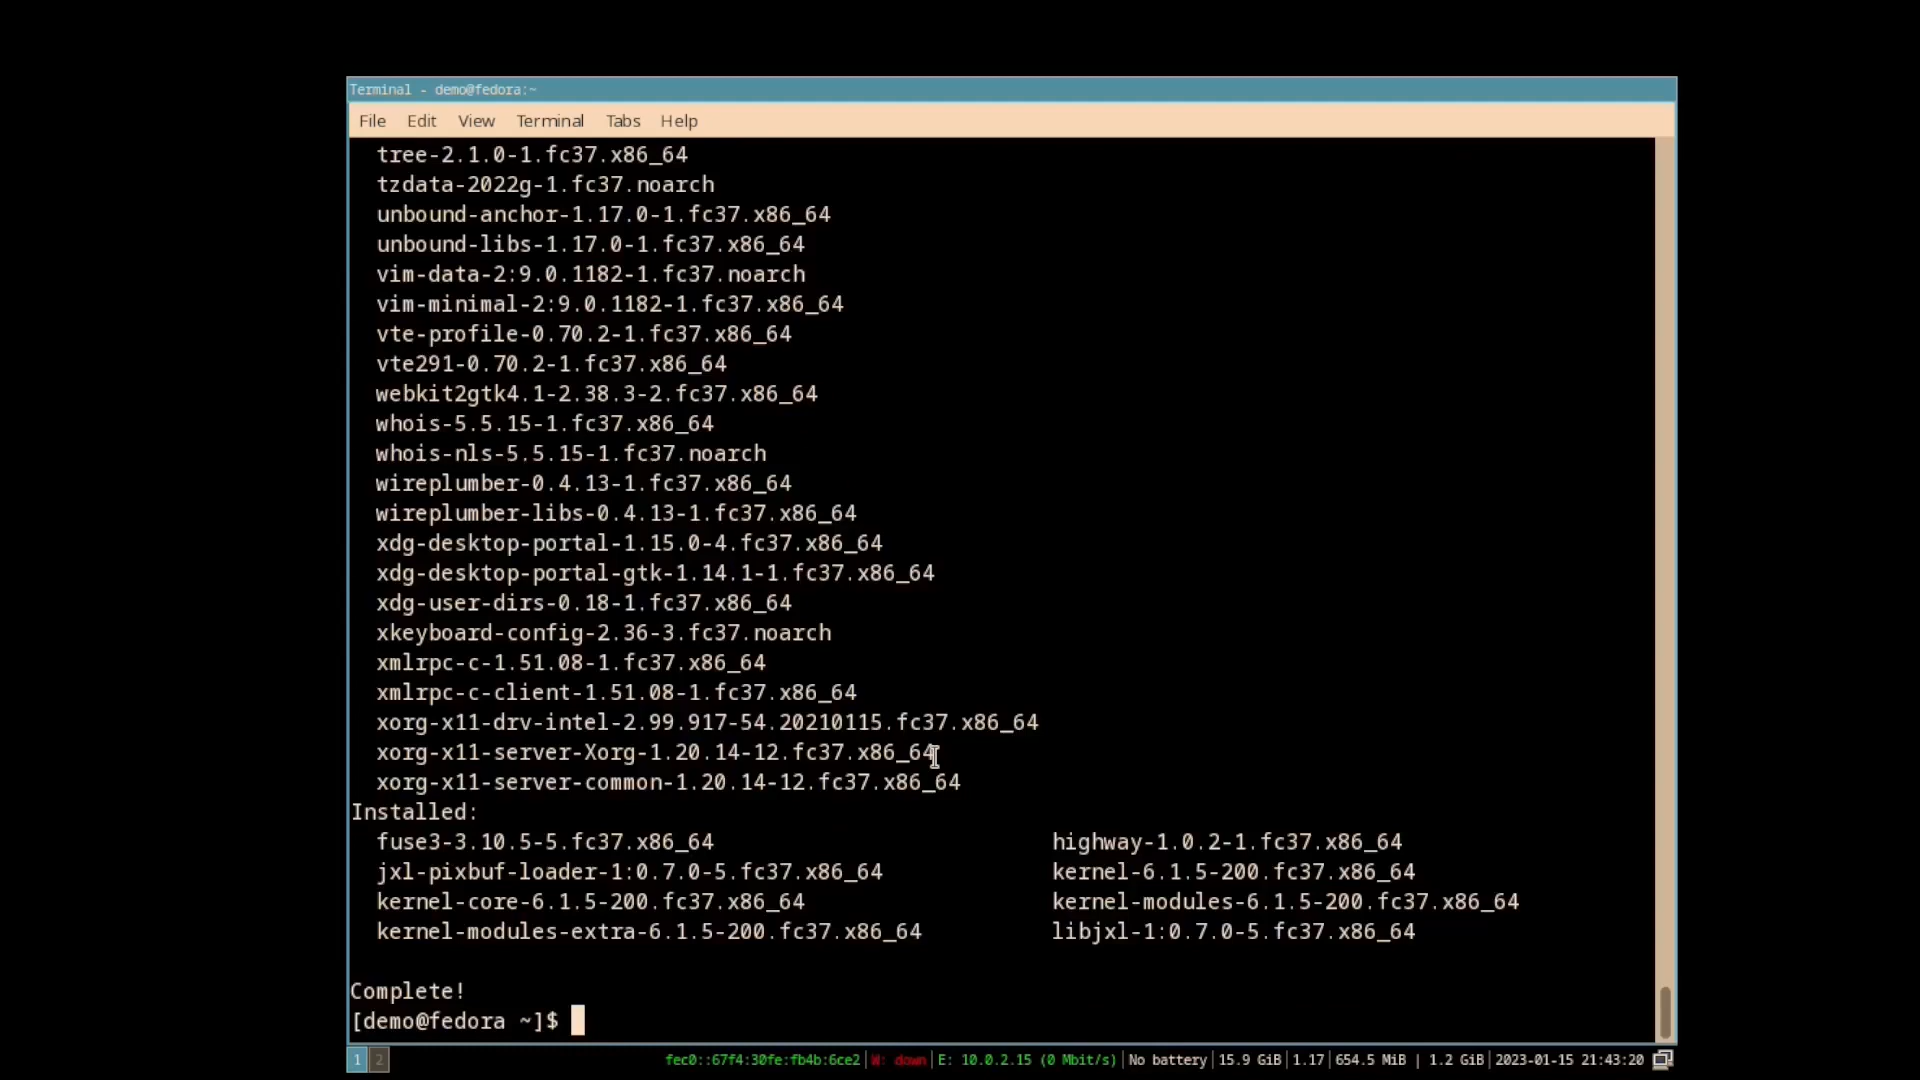 Terminal - demo@fedora:~
File Edit View Terminal Tabs Help
tree-2.1.0-1.fc37.x86_64
tzdata-2022g-1.fc37.noarch
unbound-anchor-1.17.0-1.fc37.x86_64
unbound-libs-1.17.0-1.fc37.x86_64
vim-data-2:9.0.1182-1.fc37.noarch
vim-minimal-2:9.0.1182-1.fc37.x86_64
vte-profile-0.70.2-1.fc37.x86_64
vte291-0.70.2-1.fc37.x86_64
webkit2gtk4.1-2.38.3-2.fc37.x86_64
whois-5.5.15-1.fc37.x86_64
whois-nls-5.5.15-1.fc37.noarch
wireplumber-0.4.13-1.fc37.x86_64
wireplumber-libs-0.4.13-1.fc37.x86_64
xdg-desktop-portal-1.15.0-4.fc37.x86_64
xdg-desktop-portal-gtk-1.14.1-1.fc37.x86_64
xdg-user-dirs-0.18-1.fc37.x86_64
xkeyboard-config-2.36-3.fc37.noarch
xmlrpc-c-1.51.08-1.fc37.x86_64
xmlrpc-c-client-1.51.08-1.fc37.x86_64
xorg-x11-drv-intel-2.99.917-54.20210115.fc37.x86_64
xorg-x11-server-Xorg-1.20.14-12.fc37.x86_64
xorg-x11-server-common-1.20.14-12.fc37.x86_64
Installed:
fuse3-3.10.5-5.fc37.x86_64 highway-1.0.2-1.fc37.x86_64
jxl-pixbuf-loader-1:0.7.0-5.fc37.x86_64 kernel-6.1.5-200.fc37.x86_64
kernel-core-6.1.5-200.fc37.x86_64 kernel-modules-6.1.5-200.fc37.x86_64
kernel-modules-extra-6.1.5-200.fc37.x86_64 libjxl-1:0.7.0-5.fc37.x86_64
Complete!
[demo@fedora ~]$
1 2 fec0::67f4:30fe:fb4b:6ce2 | W: down | E: 10.0.2.15 (0 Mbit/s) | No battery | 15.9 GiB | 1.17 | 654.5 MiB | 1.2 GiB | 2023-01-15 21:43:20